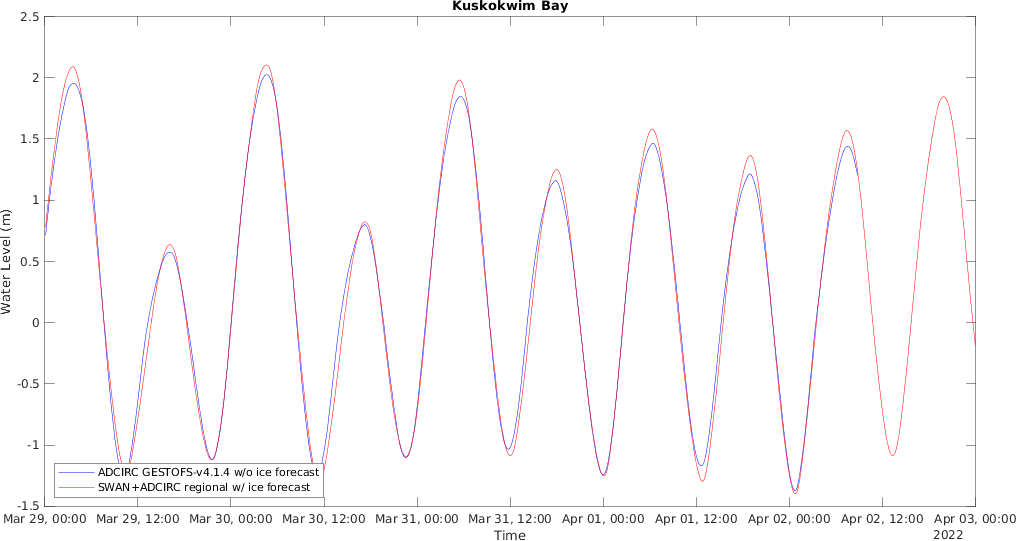 Kuskokwim Bay
2.5
2
1.5
1
0.5
0
-0.5
-1
-1.5
Water Level (m)
ADCIRC GESTOFS-v4.1.4 w/o ice forecast
SWAN+ADCIRC regional w/ ice forecast
Mar 29, 00:00 Mar 29, 12:00 Mar 30, 00:00 Mar 30, 12:00 Mar 31, 00:00 Mar 31, 12:00 Apr 01, 00:00 Apr 01, 12:00 Apr 02, 00:00 Apr 02, 12:00 Apr 03, 00:00
Time
2022